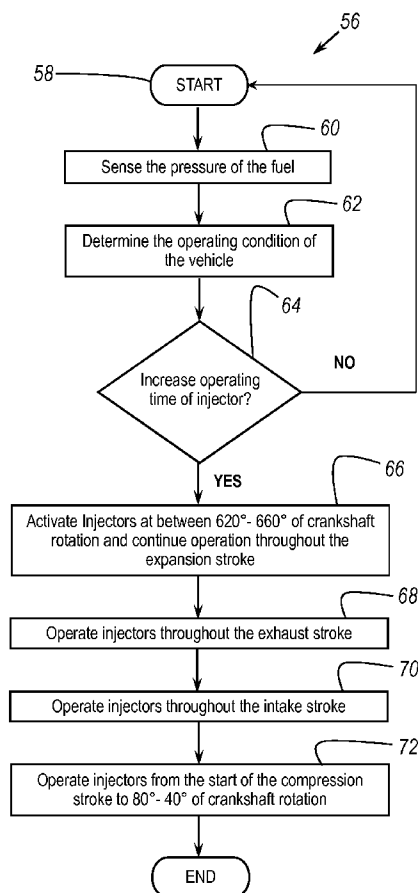 56
58
START
60
Sense the pressure of the fuel
62
Determine the operating condition of
the vehicle
64
Increase operating
time of injector?
NO
YES
66
Activate Injectors at between 620°- 660° of crankshaft
rotation and continue operation throughout the
expansion stroke
68
Operate injectors throughout the exhaust stroke
70
Operate injectors throughout the intake stroke
72
Operate injectors from the start of the compression
stroke to 80°- 40° of crankshaft rotation
END